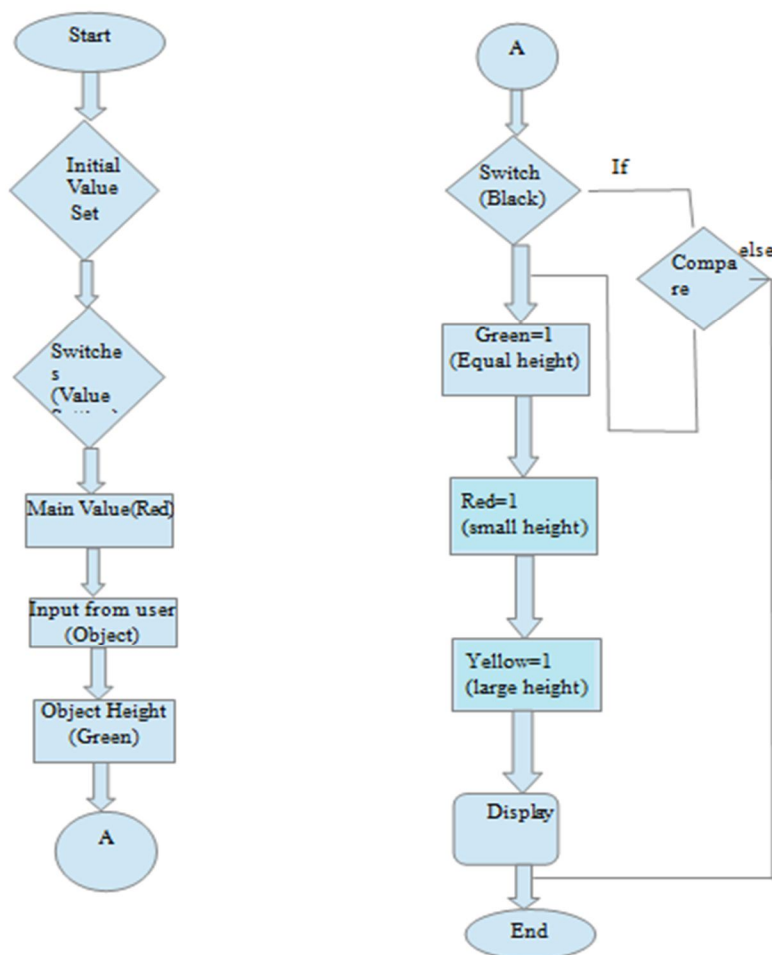 Start
Initial
Value
Set
Switche
s
(Value
Main Value(Red)
Input from user
(Object)
Object Height
(Green)
A
A
Switch
(Black)
If
Compa
re
else
Green=1
(Equal height)
Red=1
(small height)
Yellow=1
(large height)
Display
End